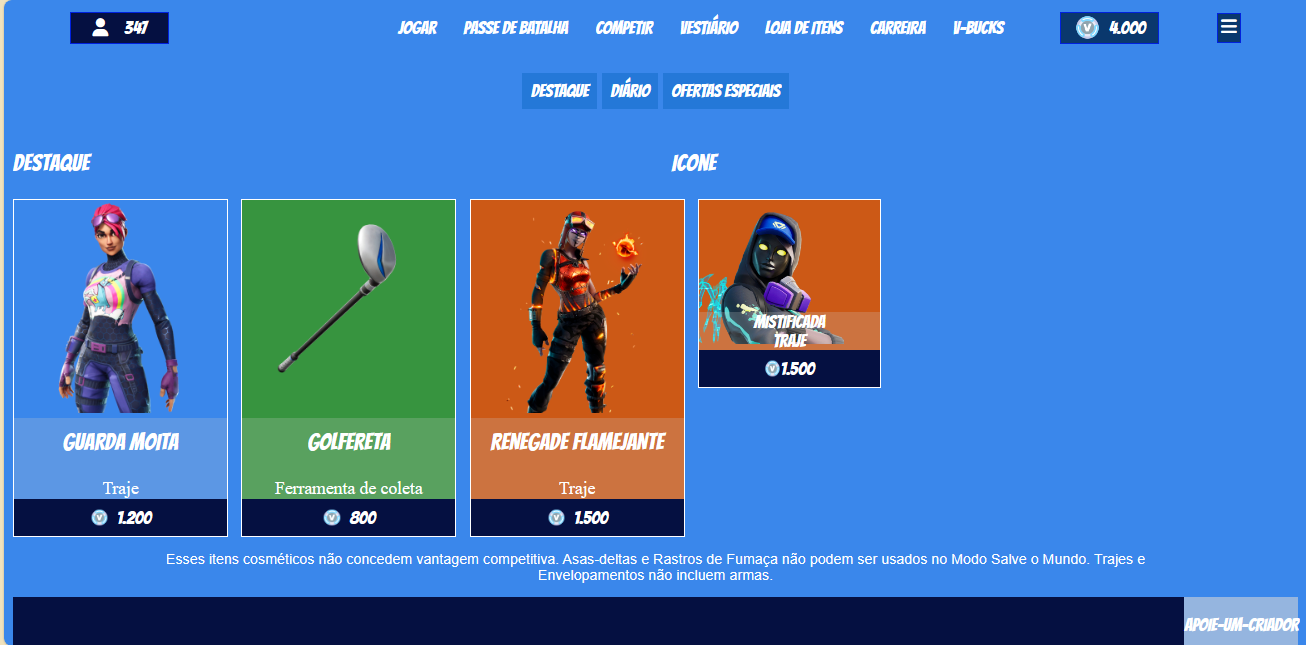 347
JOGAR PASSE DE BATALHA COMPETIR VESTIÁRIO LOJA DE ITENS CARREIRA V-BUCKS
4.000
DESTAQUE DIÁRIO OFERTAS ESPECIAIS
DESTAQUE
ICONE
GUARDA MOITA
Traje
1.200
GOLFERETA
Ferramenta de coleta
800
RENEGADE FLAMEJANTE
Traje
1.500
MISTIFICADA
TRAJE
1.500
Esses itens cosméticos não concedem vantagem competitiva. Asas-deltas e Rastros de Fumaça não podem ser usados no Modo Salve o Mundo. Trajes e
Envelopamentos não incluem armas.
APOIE-UM-CRIADOR